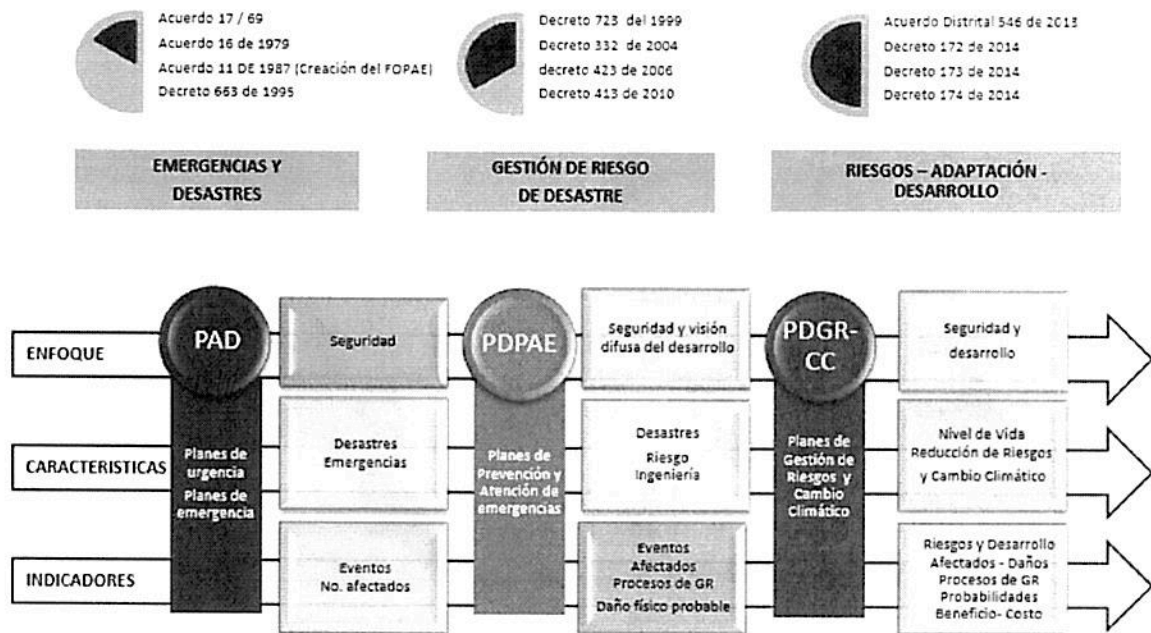 Acuerdo 17 / 69
Acuerdo 16 de 1979
Acuerdo 11 DE 1987 (Creación del FOPAE)
Decreto 663 de 1995
Decreto 723 del 1999
Decreto 332 de 2004
decreto 423 de 2006
Decreto 413 de 2010
Acuerdo Distrital 546 de 2013
Decreto 172 de 2014
Decreto 173 de 2014
Decreto 174 de 2014
EMERGENCIAS Y
DESASTRES
GESTIÓN DE RIESGO
DE DESASTRE
RIESGOS – ADAPTACIÓN -
DESARROLLO
ENFOQUE
PAD
Seguridad
PDPAE
Seguridad y visión
difusa del desarrollo
PDGR-
CC
Seguridad y
desarrollo
CARACTERISTICAS
Planes de
urgencia
Planes de
emergencia
Desastres
Emergencias
Planes de
Prevención y
Atención de
emergencias
Desastres
Riesgo
Ingeniería
Planes de
Gestión de
Riesgos y
Cambio
Climático
Nivel de Vida
Reducción de Riesgos
y Cambio Climático
INDICADORES
Eventos
No. afectados
Eventos
Afectados
Procesos de GR
Daño físico probable
Riesgos y Desarrollo
Afectados - Daños
Procesos de GR
Probabilidades
Beneficio- Costo